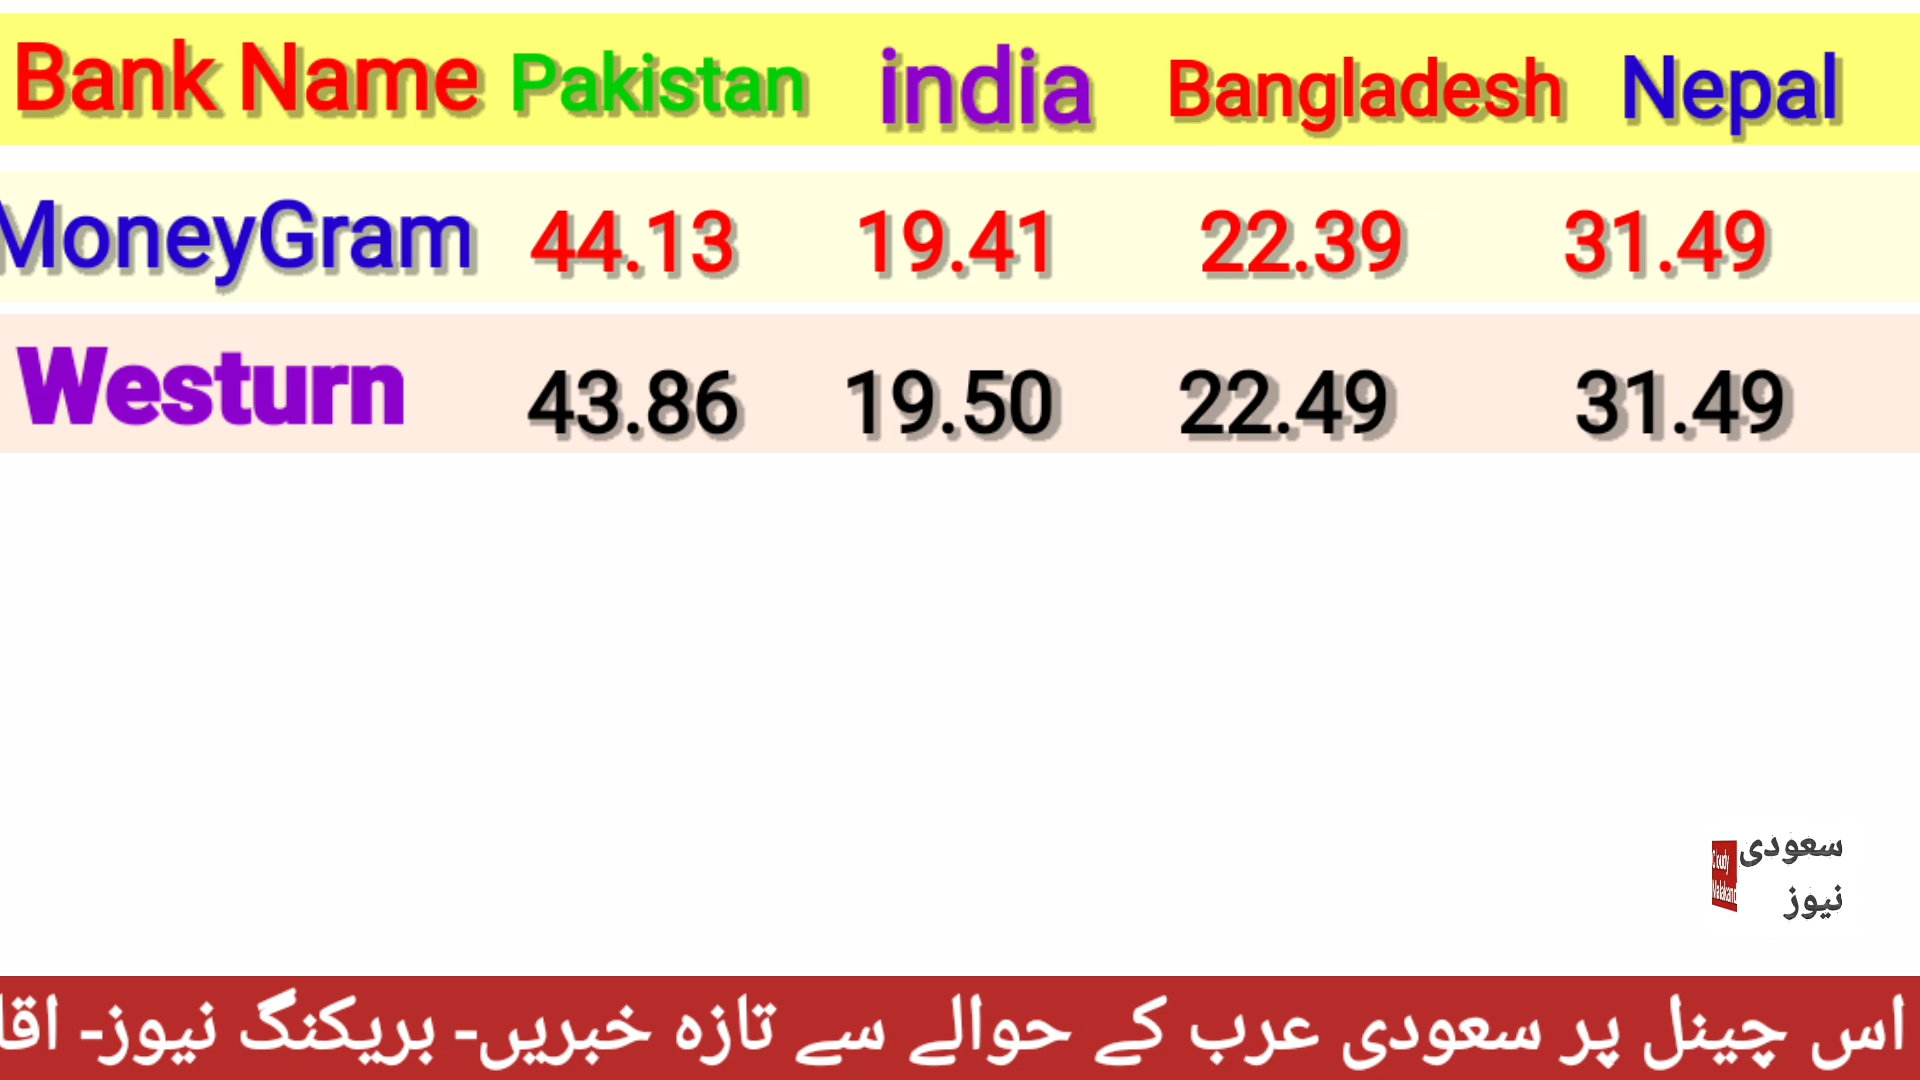 Bank Name Pakistan india Bangladesh Nepal
MoneyGram 44.13 19.41 22.39 31.49
Westurn 43.86 19.50 22.49 31.49
سعودی
نیوز
Cloudy
Malakand
اس چینل پر سعودی عرب کے حوالے سے تازہ خبریں- بریکنگ نیوز-